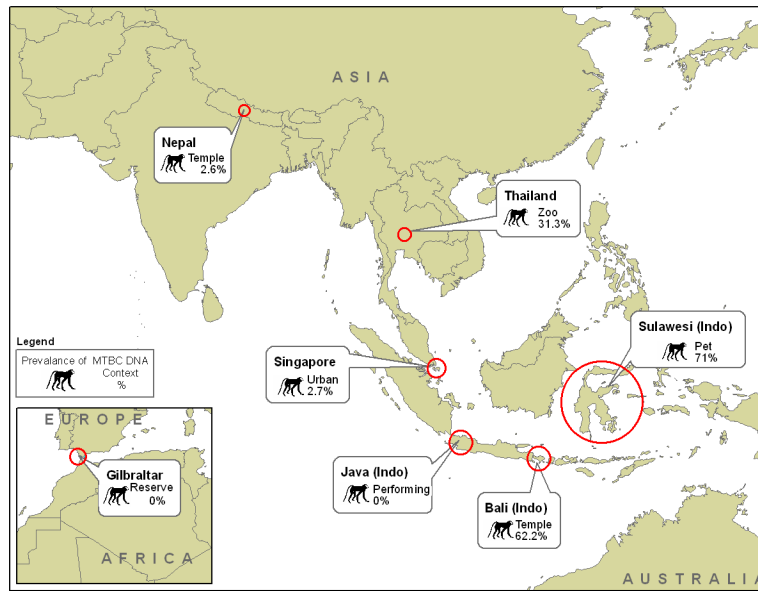 ASIA
Nepal
Temple
2.6%
Thailand
Zoo
31.3%
Sulawesi (Indo)
Pet
71%
Legend
Prevalence of MTBC DNA
Context
%
Singapore
Urban
2.7%
EUROPE
Gilbraltar
Reserve
0%
AFRICA
Java (Indo)
Performing
0%
Bali (Indo)
Temple
62.2%
AUSTRALIA